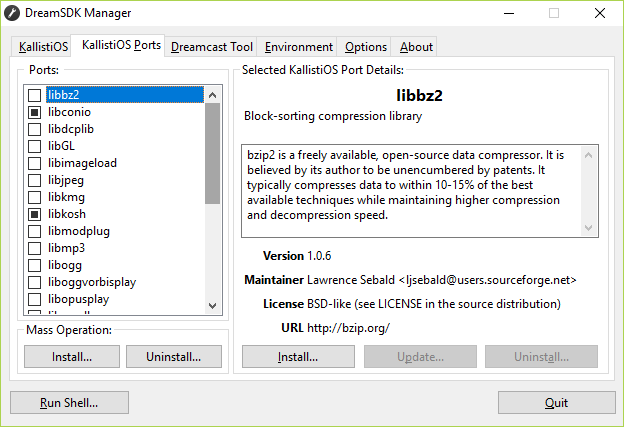 DreamSDK Manager
KallistiOS
KallistiOS Ports
Dreamcast Tool
Environment
Options
About
Ports:
libbz2
libconio
libdcplib
libGL
libimageload
libjpeg
libkmg
libkosh
libmodplug
libmp3
libogg
liboggvorbisplay
libopusplay
Mass Operation:
Install...
Uninstall...
Selected KallistiOS Port Details:
libbz2
Block-sorting compression library
bzip2 is a freely available, open-source data compressor. It is
believed by its author to be unencumbered by patents. It
typically compresses data to within 10-15% of the best
available techniques while maintaining higher compression
and decompression speed.
Version 1.0.6
Maintainer Lawrence Sebald <ljsebald@users.sourceforge.net>
License BSD-like (see LICENSE in the source distribution)
URL http://bzip.org/
Install...
Update...
Uninstall...
Run Shell...
Quit